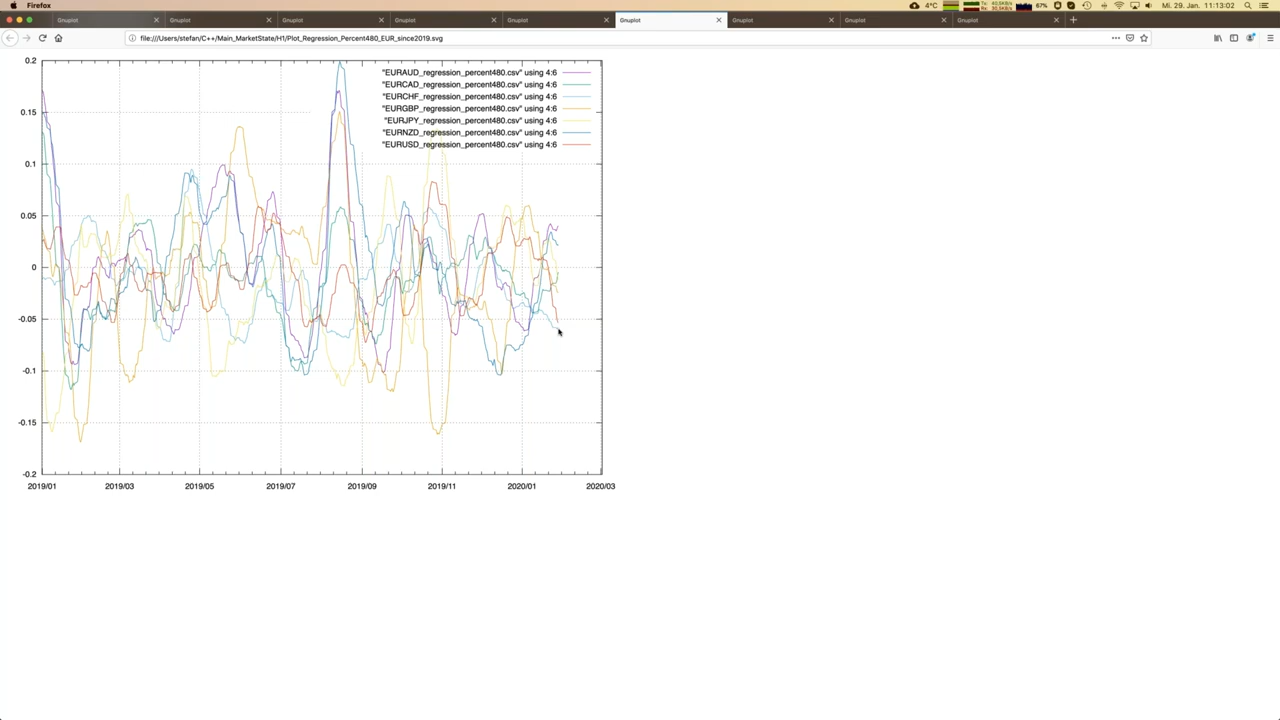 Firefox
4°C
67%
Mi. 29. Jan. 11:13:02
Gnuplot Gnuplot Gnuplot Gnuplot Gnuplot Gnuplot Gnuplot Gnuplot Gnuplot
file:///Users/stefan/C++/Main_MarketState/H1/Plot_Regression_Percent480_EUR_since2019.svg
"EURAUD_regression_percent480.csv" using 4:6
"EURCAD_regression_percent480.csv" using 4:6
"EURCHF_regression_percent480.csv" using 4:6
"EURGBP_regression_percent480.csv" using 4:6
"EURJPY_regression_percent480.csv" using 4:6
"EURNZD_regression_percent480.csv" using 4:6
"EURUSD_regression_percent480.csv" using 4:6
0.15
0.1
0.05
0
-0.05
-0.1
-0.15
-0.2
2019/01 2019/03 2019/05 2019/07 2019/09 2019/11 2020/01 2020/03